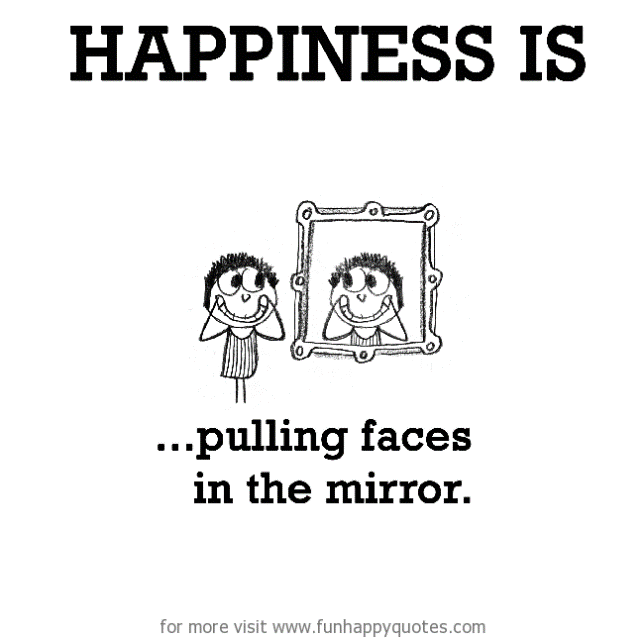 HAPPINESS IS
...pulling faces
in the mirror.
for more visit www.funhappyquotes.com